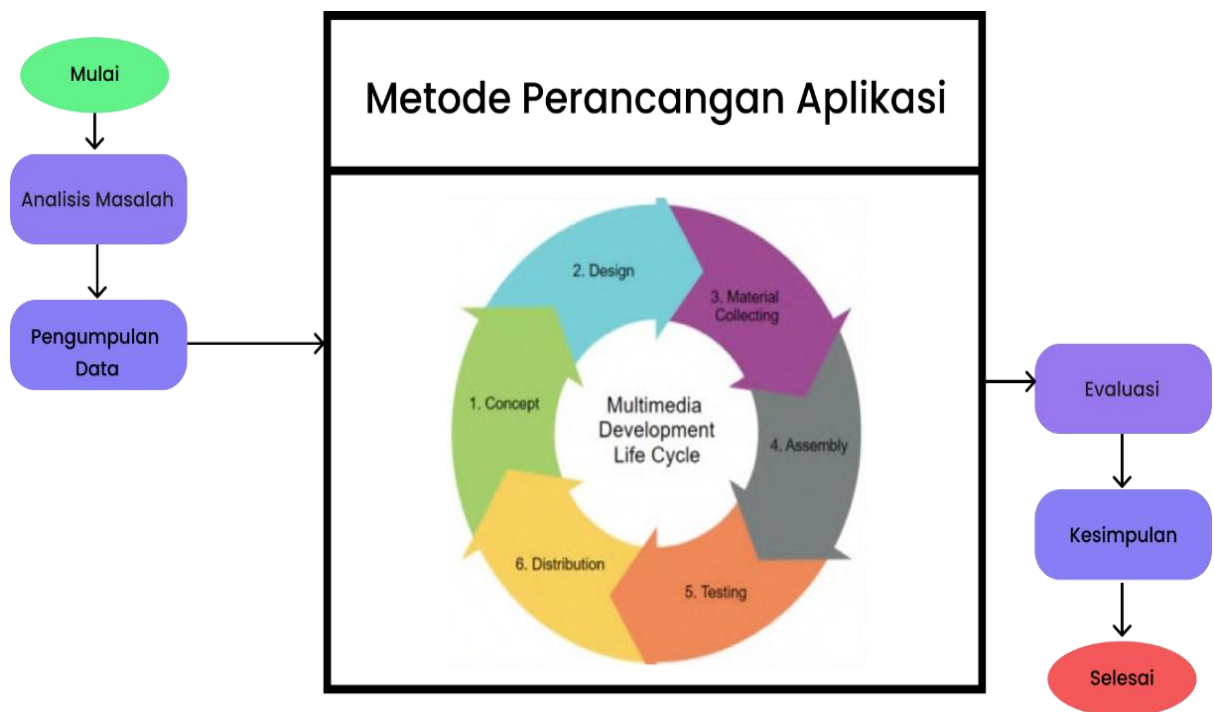 Mulai
Analisis Masalah
Pengumpulan
Data
Metode Perancangan Aplikasi
1. Concept
2. Design
3. Material
Collecting
4. Assembly
5. Testing
6. Distribution
Multimedia
Development
Life Cycle
Evaluasi
Kesimpulan
Selesai